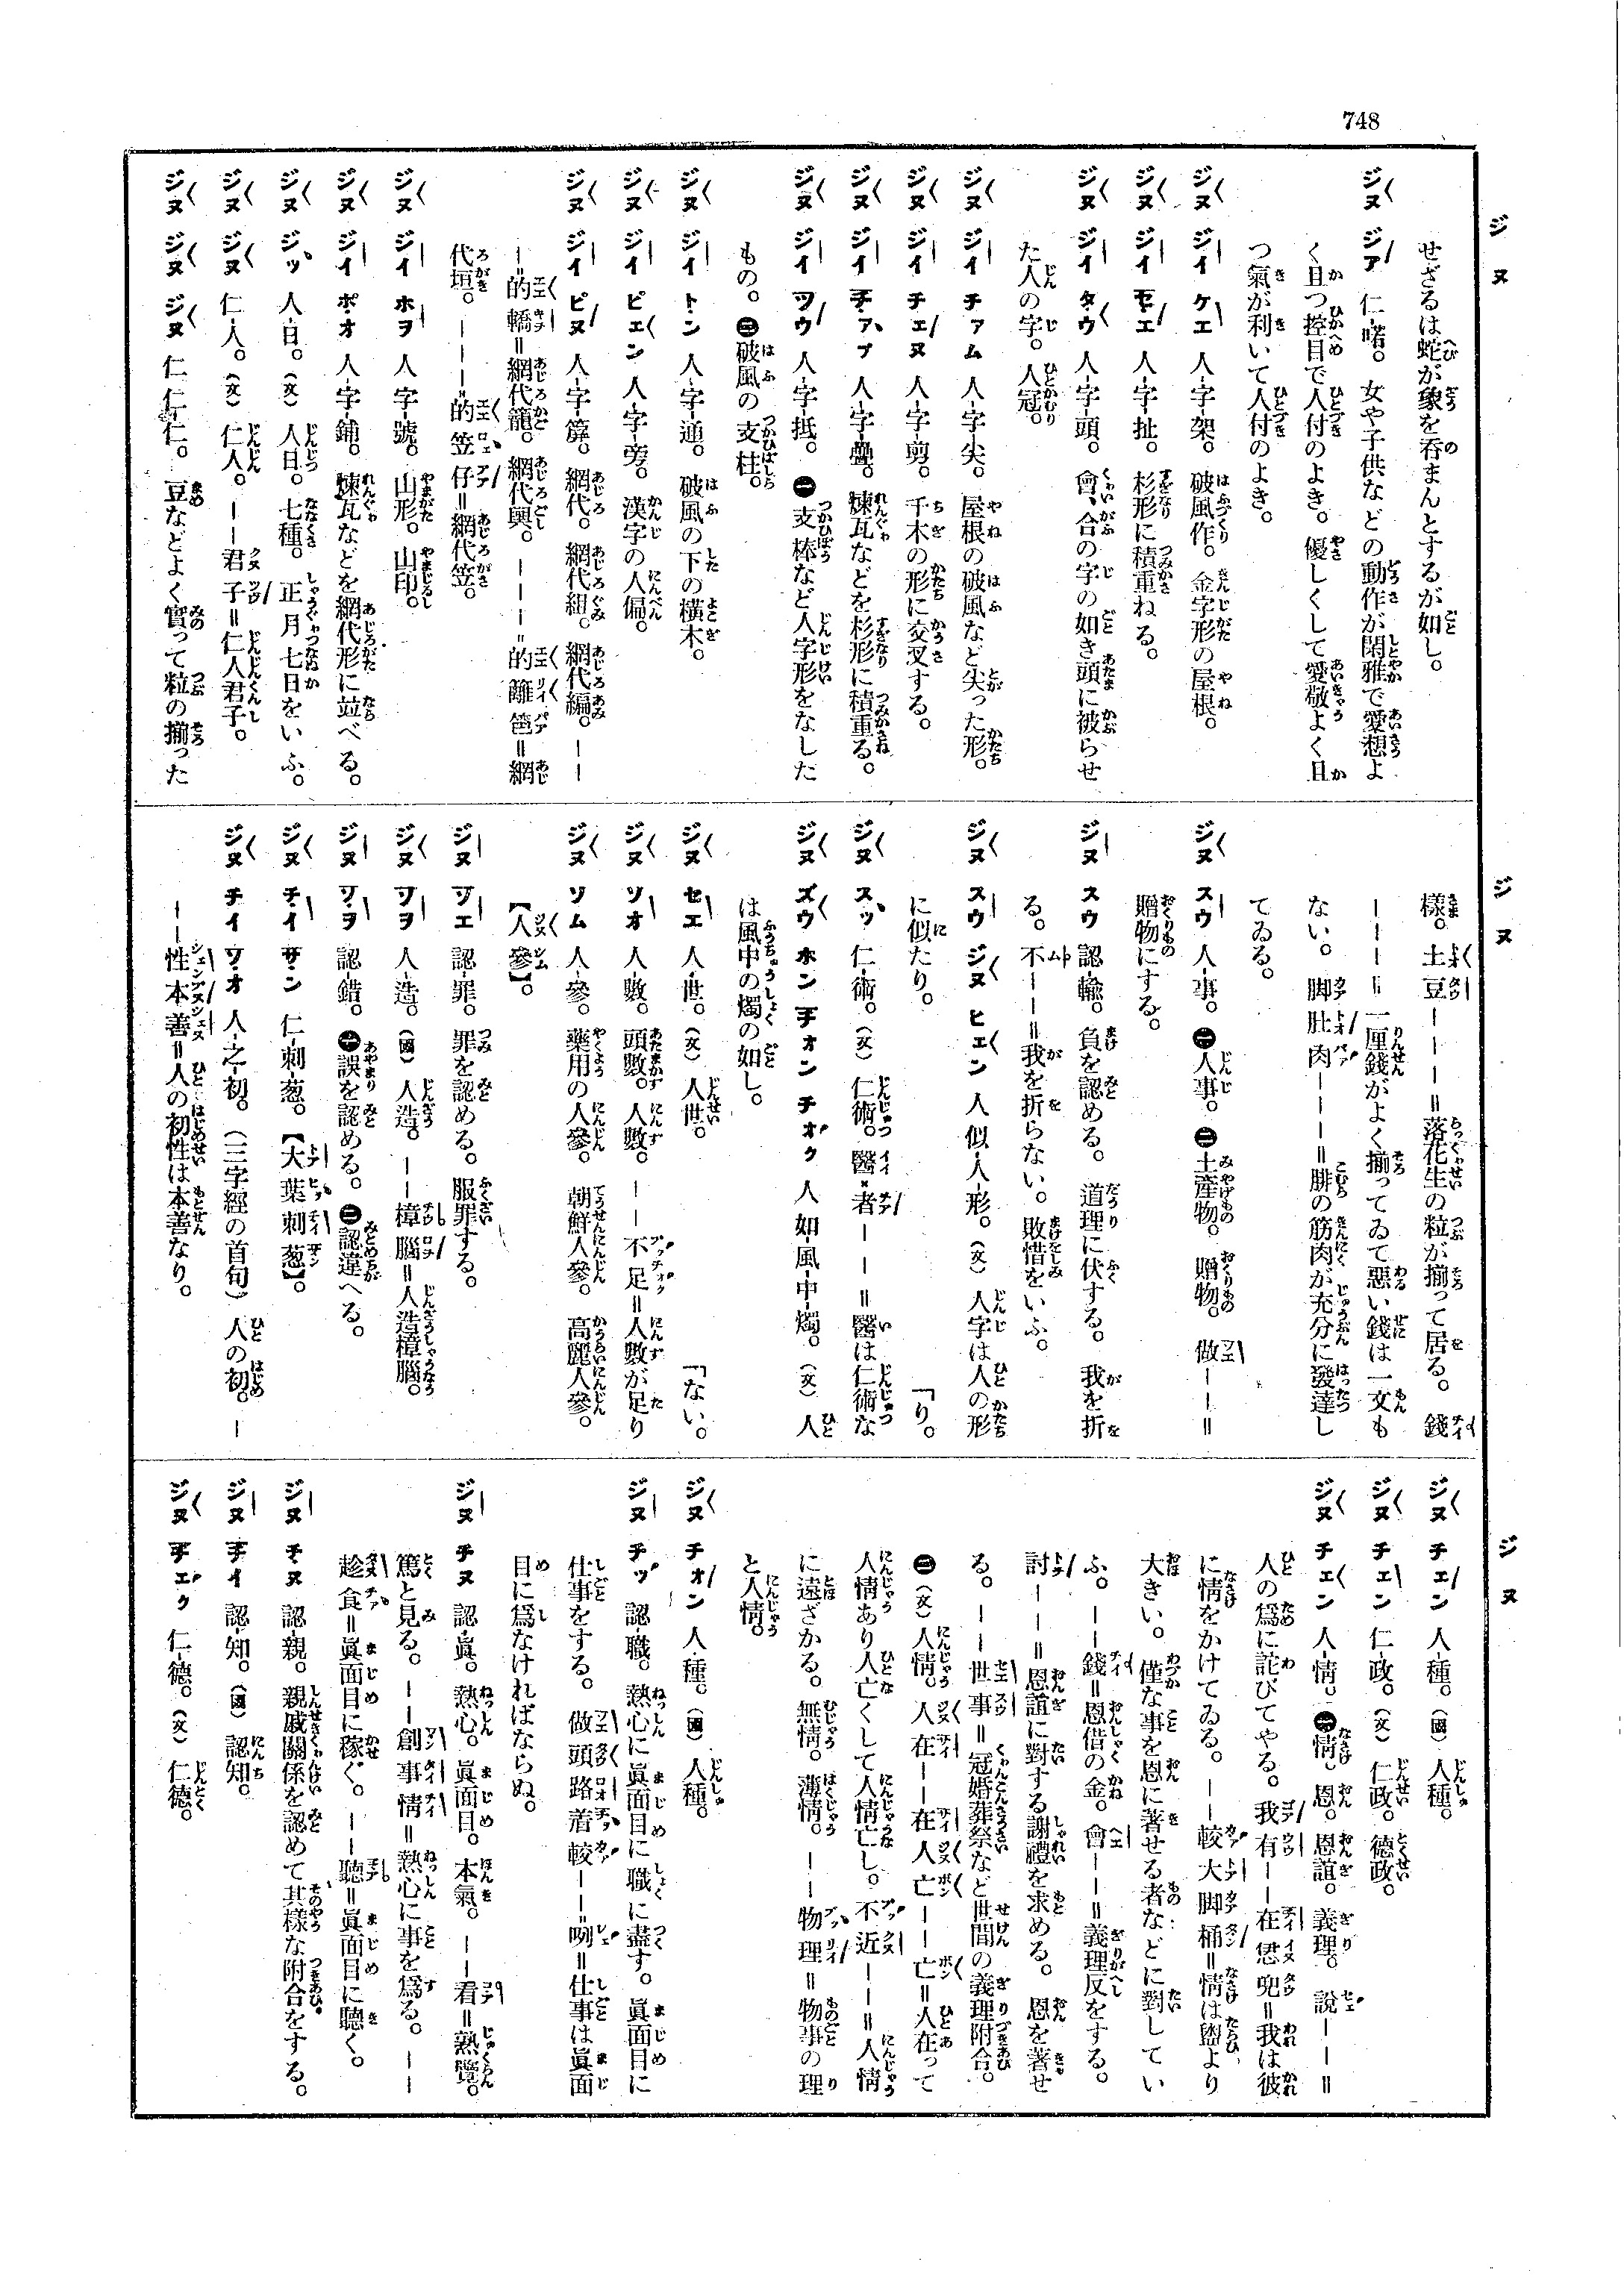 748
ジヌ
せざるは蛇が象を呑まんとするが如し。
ジヌ ジア 仁-喏。女や子供などの動作が閑雅で愛想よ
く且つ控目で人付のよき。優しくして愛敬よく且
つ氣が利いて人付のよき。
ジヌ ジイ ケエ 人-字-架。破風作。金字形の屋根。
ジヌ ジイ モエ 人-字-扯。杉形に積重ねる。
ジヌ ジイ タウ 人-字-頭。會、合の字の如き頭に被らせ
た人の字。人冠。
ジヌ ジイ チァム 人-字-尖。屋根の破風など尖った形。
ジヌ ジイ チェヌ 人-字-剪。千木の形に交叉する。
ジヌ ジイ チァプ 人-字-疊。煉瓦などを杉形に積重る。
ジヌ ジイ ツウ 人-字-抵。㊀支棒など人字形をなした
もの。㊁破風の支柱。
ジヌ ジイ トン 人-字-通。破風の下の横木。
ジヌ ジイ ピェン 人-字-旁。漢字の人偏。
ジヌ ジイ ピヌ 人-字-箳。網代。網代組。網代編。——
—=的轎=網代籠。網代輿。———=的籬笆=網
代垣。———=的笠仔=網代笠。
ジヌ ジイ ホヲ 人-字-號。山形。山印。
ジヌ ジイ ポオ 人-字-鋪。煉瓦などを網代形に竝べる。
ジヌ ジッ 人-日。(文)人日。七種。正月七日をいふ。
ジヌ ジヌ 仁-人。(文)仁人。——君子=仁人君子。
ジヌ ジヌ ジヌ 仁仁仁。豆などよく實って粒の揃った
ジヌ
樣。土豆———=落花生の粒が揃って居る。錢
———=一厘錢がよく揃ってゐて惡い錢は一文も
ない。脚肚肉———=腓の筋肉が充分に發達し
てゐる。
ジヌ スウ 人-事。㊀人事。㊁土產物。贈物。做——=
贈物にする。
ジヌ スウ 認-輸。負を認める。道理に伏する。我を折
る。不——=我を折らない。敗惜をいふ。
ジヌ スウ ジヌ ヒェン 人似人-形。(文)人字は人の形
に似たり。 「り。
ジヌ スッ 仁-術。(文)仁術。醫者——=醫は仁術な
ジヌ ズウ ホン チォン チォク 人如風-中-燭。(文)人
は風中の燭の如し。
ジヌ セエ 人-世。(文)人世。 「ない。
ジヌ ソオ 人-數。頭數。人數。——不足=人數が足り
ジヌ ソム 人-參。藥用の人參。朝鮮人參。高麗人參。
【人參】。
ジヌ ツエ 認-罪。罪を認める。服罪する。
ジヌ ツヲ 人-造。(國)人造。——樟腦=人造樟腦。
ジヌ ツヲ 認-錯。㊀誤を認める。㊁認違へる。
ジヌ チイ サン 仁-刺-葱。【大葉刺葱】。
ジヌ チイ ツオ 人-之-初。(三字經の首句)人の初。—
——性本善=人の初性は本善なり。
ジヌ
ジヌ チェン 人-種。(國)人種。
ジヌ チェン 仁-政。(文)仁政。德政。
ジヌ チェン 人-情。㊀情。恩。恩誼。義理。說——=
人の爲に詫びてやる。我有——在恁兜=我は彼
に情をかけてゐる。——較大脚桶=情は盥より
大きい。僅な事を恩に著せる者などに對してい
ふ。——錢=恩借の金。會——=義理反をする。
討——=恩誼に對する謝禮を求める。恩を著せ
る。——世事=冠婚葬祭など世間の義理附合。
㊁(文)人情。人在——在人亡——亡=人在って
人情あり人亡くして人情亡し。不近——=人情
に遠ざかる。無情。薄情。——物理=物事の理
と人情。
ジヌ チォン 人-種。(國)人種。
ジヌ チッ 認-職。熱心に眞面目に職に盡す。眞面目に
仕事をする。做頭路着較——=咧=仕事は眞面
目に爲なければならぬ。
ジヌ チヌ 認-眞。熱心。眞面目。本氣。——看=熟覽。
篤と見る。——創事情=熱心に事を爲る。——
趁食=眞面目に稼ぐ。——聽=眞面目に聽く。
ジヌ チヌ 認-親。親戚關係を認めて其樣な附合をする。
ジヌ チイ 認-知。(國)認知。
ジヌ チェク 仁-德。(文)仁德。